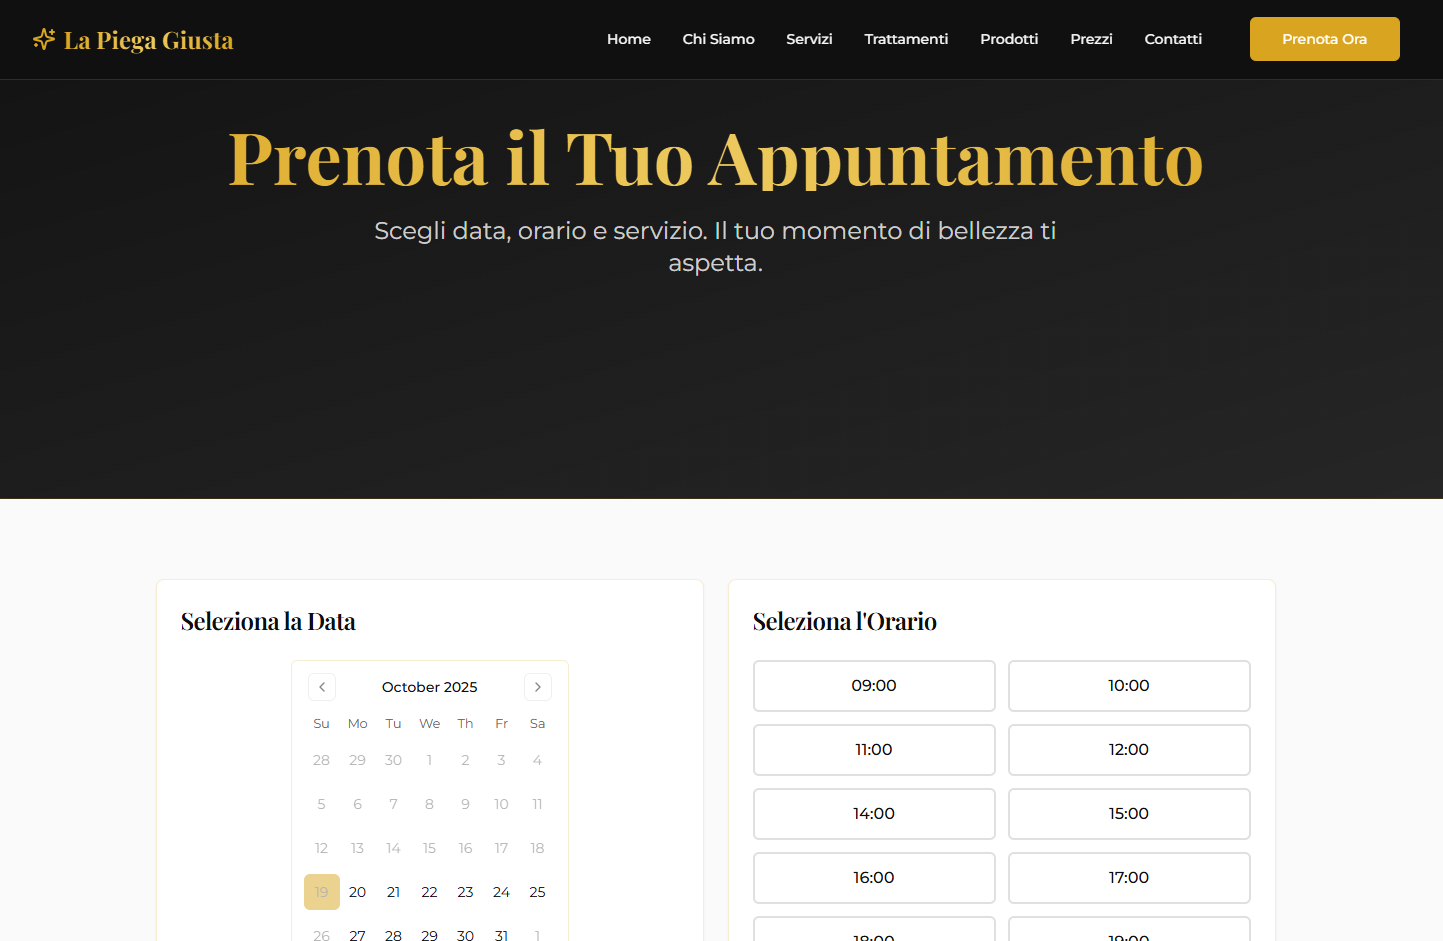 La Piega Giusta
Home Chi Siamo Servizi Trattamenti Prodotti Prezzi Contatti Prenota Ora
Prenota il Tuo Appuntamento
Scegli data, orario e servizio. Il tuo momento di bellezza ti
aspetta.
Seleziona la Data
October 2025
Su Mo Tu We Th Fr Sa
28 29 30 1 2 3 4
5 6 7 8 9 10 11
12 13 14 15 16 17 18
19 20 21 22 23 24 25
26 27 28 29 30 31 1
Seleziona l'Orario
09:00 10:00
11:00 12:00
14:00 15:00
16:00 17:00
18:00 19:00